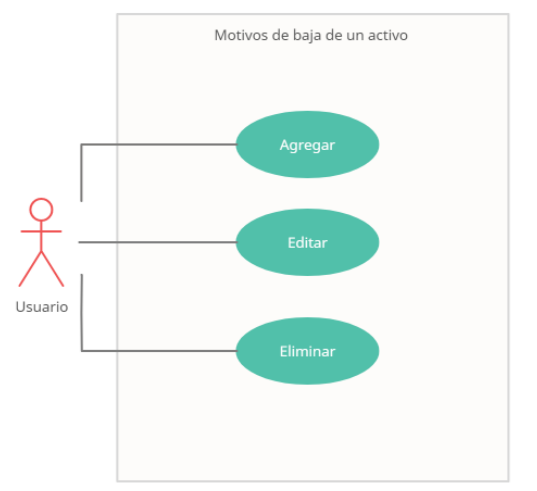 Motivos de baja de un activo
Agregar
Editar
Usuario
Eliminar